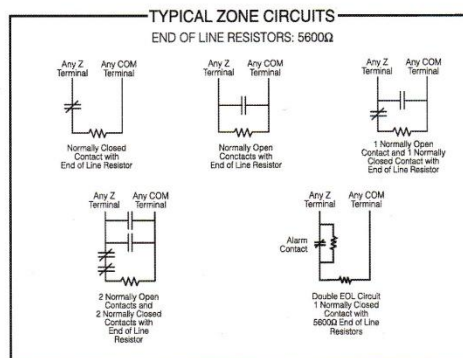 TYPICAL ZONE CIRCUITS
END OF LINE RESISTORS: 5600Ω
Any Z
Terminal
Any COM
Terminal
Normally Closed
Contact with
End of Line Resistor
Any Z
Terminal
Any COM
Terminal
Normally Open
Conctacts with
End of Line Resistor
Any Z
Terminal
Any COM
Terminal
1 Normally Open
Contact and 1 Normally
Closed Contact with
End of Line Resistor
Any Z
Terminal
Any COM
Terminal
2 Normally Open
Contacts and
2 Normally Closed
Contacts with
End of Line
Resistor
Any Z
Terminal
Any COM
Terminal
Alarm
Contact
Double EOL Circuit
1 Normally Closed
Contact with
5600Ω End of Line
Resistors